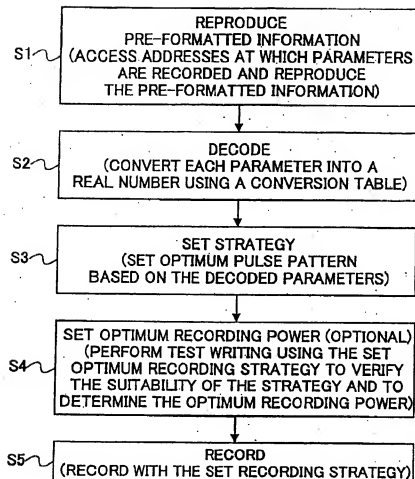 S1
REPRODUCE
PRE-FORMATTED INFORMATION
(ACCESS ADDRESSES AT WHICH PARAMETERS
ARE RECORDED AND REPRODUCE
THE PRE-FORMATTED INFORMATION)
S2
DECODE
(CONVERT EACH PARAMETER INTO A
REAL NUMBER USING A CONVERSION TABLE)
S3
SET STRATEGY
(SET OPTIMUM PULSE PATTERN
BASED ON THE DECODED PARAMETERS)
S4
SET OPTIMUM RECORDING POWER (OPTIONAL)
(PERFORM TEST WRITING USING THE SET
OPTIMUM RECORDING STRATEGY TO VERIFY
THE SUITABILITY OF THE STRATEGY AND TO
DETERMINE THE OPTIMUM RECORDING POWER)
S5
RECORD
(RECORD WITH THE SET RECORDING STRATEGY)